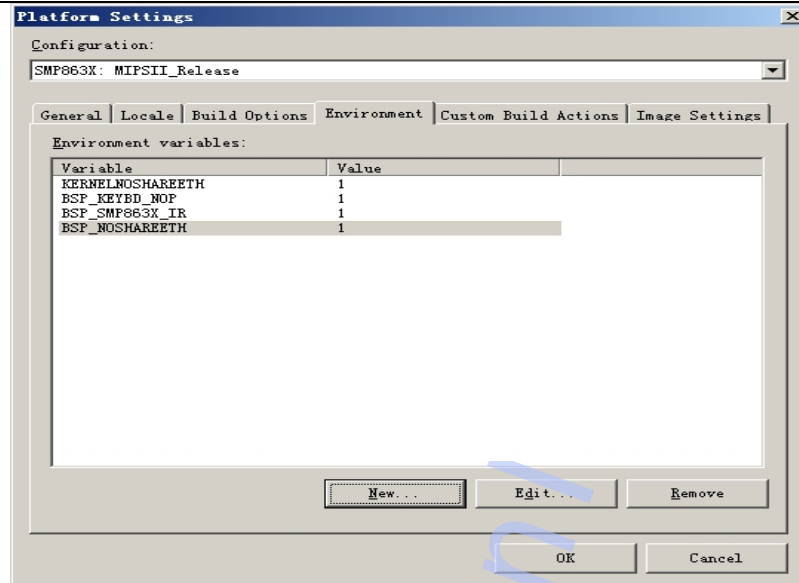 Platform Settings
Configuration:
SMP863X: MIPSII_Release
General Locale Build Options Environment Custom Build Actions Image Settings
Environment variables:
Variable Value
KERNELNOSHAREETH 1
BSP_KEYBD_NOP 1
BSP_SMP863X_IR 1
BSP_NOSHAREETH 1
New... Edit... Remove
OK Cancel